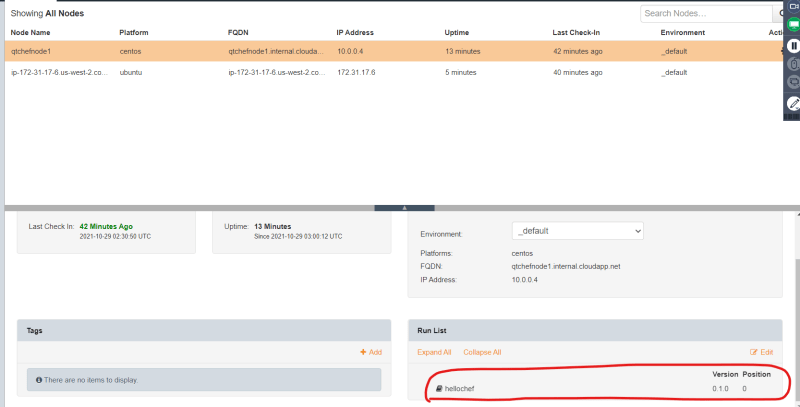 Showing All Nodes
Search Nodes...
Node Name Platform FQDN IP Address Uptime Last Check-In Environment
qtchefnode1 centos qtchefnode1.internal.clouda... 10.0.0.4 13 minutes 42 minutes ago _default
ip-172-31-17-6.us-west-2.co... ubuntu ip-172-31-17-6.us-west-2.co... 172.31.17.6 5 minutes 40 minutes ago _default
Last Check In: 42 Minutes Ago
2021-10-29 02:30:50 UTC
Uptime: 13 Minutes
Since 2021-10-29 03:00:12 UTC
Environment: _default
Platforms: centos
FQDN: qtchefnode1.internal.cloudapp.net
IP Address: 10.0.0.4
Tags
Add
There are no items to display.
Run List
Expand All Collapse All Edit
Version Position
hellochef 0.1.0 0